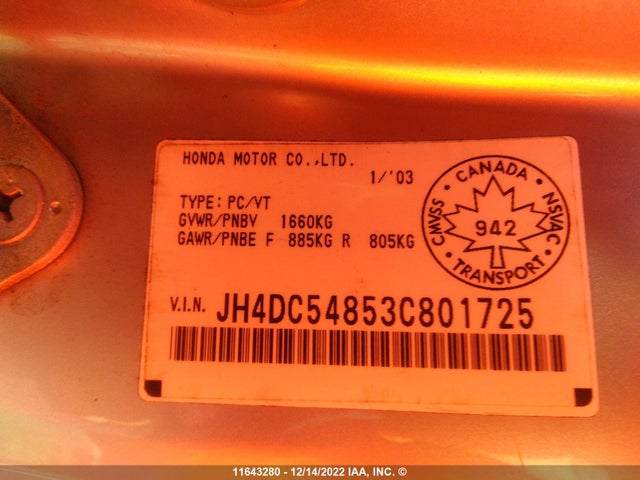 HONDA MOTOR CO.,LTD.
1/'03
TYPE: PC/VT
GVWR/PNBV 1660KG
GAWR/PNBE F 885KG R 805KG
CANADA
CMVSS
942
NSVAC
TRANSPORT
V.I.N. JH4DC54853C801725
11643280 - 12/14/2022 IAA, INC. ©